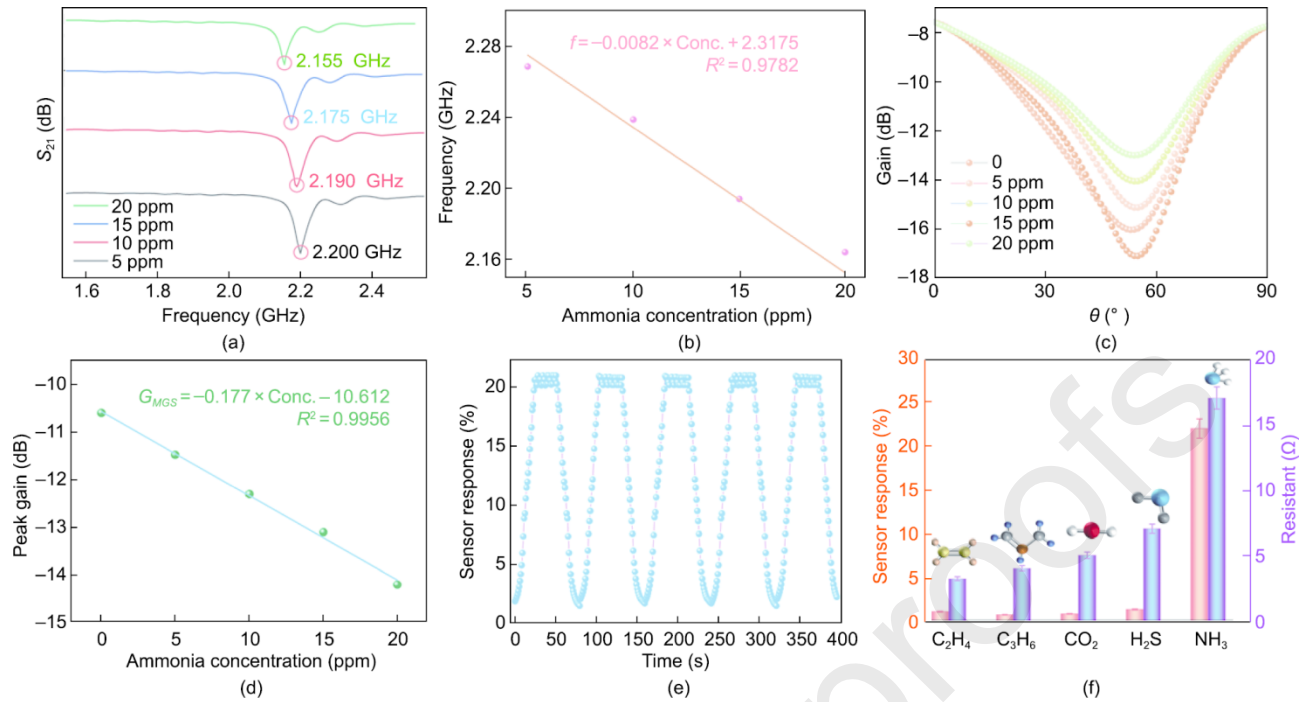 2.155 GHz
2.175 GHz
2.190 GHz
2.200 GHz
20 ppm
15 ppm
10 ppm
5 ppm
S₂₁ (dB)
1.6 1.8 2.0 2.2 2.4
Frequency (GHz)
(a)
f=−0.0082 × Conc. + 2.3175
R² = 0.9782
2.28
2.24
2.20
2.16
Frequency (GHz)
5 10 15 20
Ammonia concentration (ppm)
(b)
−8
−10
−12
−14
−16
−18
Gain (dB)
0
5 ppm
10 ppm
15 ppm
20 ppm
0 30 60 90
θ (° )
(c)
G_MGS=−0.177 × Conc. − 10.612
R² = 0.9956
−10
−11
−12
−13
−14
−15
Peak gain (dB)
0 5 10 15 20
Ammonia concentration (ppm)
(d)
20
15
10
5
0
Sensor response (%)
0 50 100 150 200 250 300 350 400
Time (s)
(e)
30
25
20
15
10
5
0
Sensor response (%)
20
15
10
5
0
Resistant (Ω)
C₂H₄ C₃H₆ CO₂ H₂S NH₃
(f)
proofs